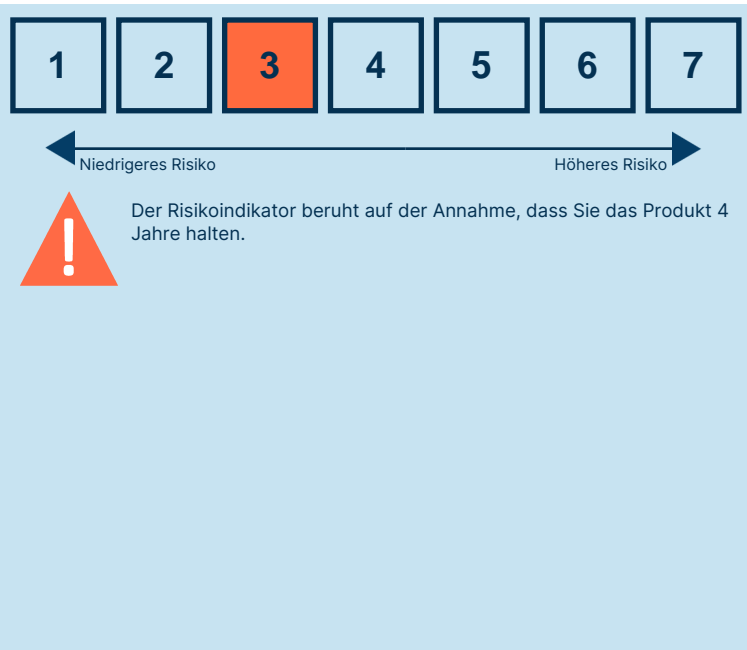 1 2 3 4 5 6 7
Niedrigeres Risiko Höheres Risiko
Der Risikoindikator beruht auf der Annahme, dass Sie das Produkt 4
Jahre halten.